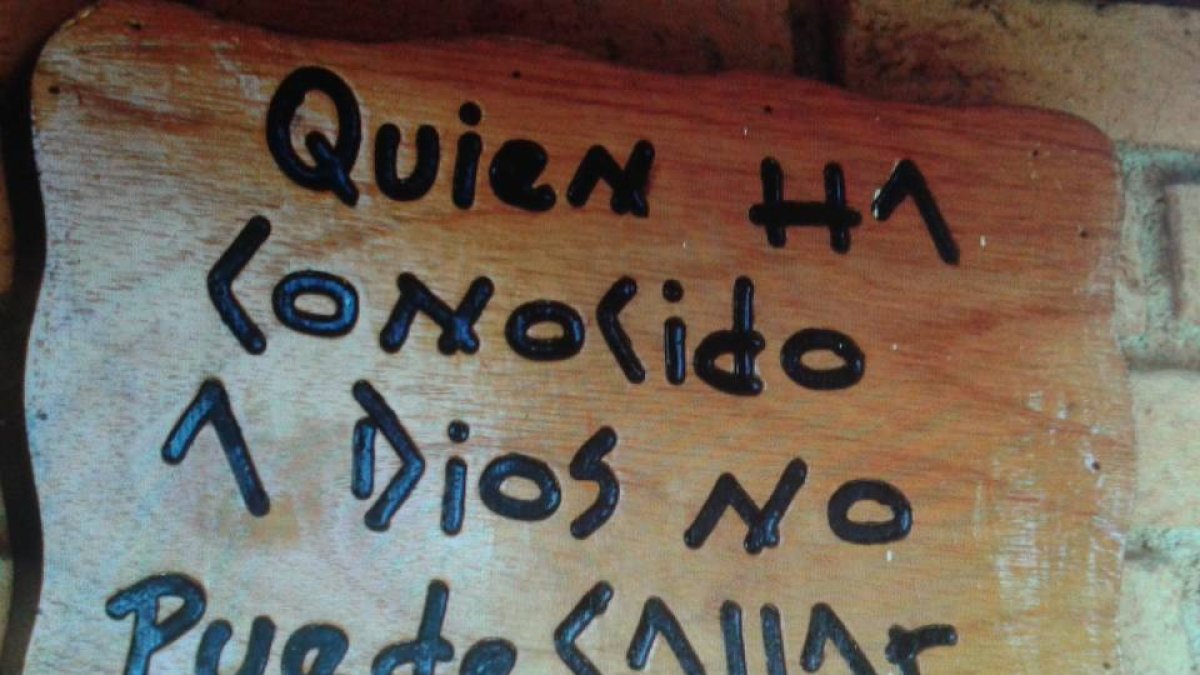 Quien HA
CONOCido
A Dios NO
Puede CAllAr